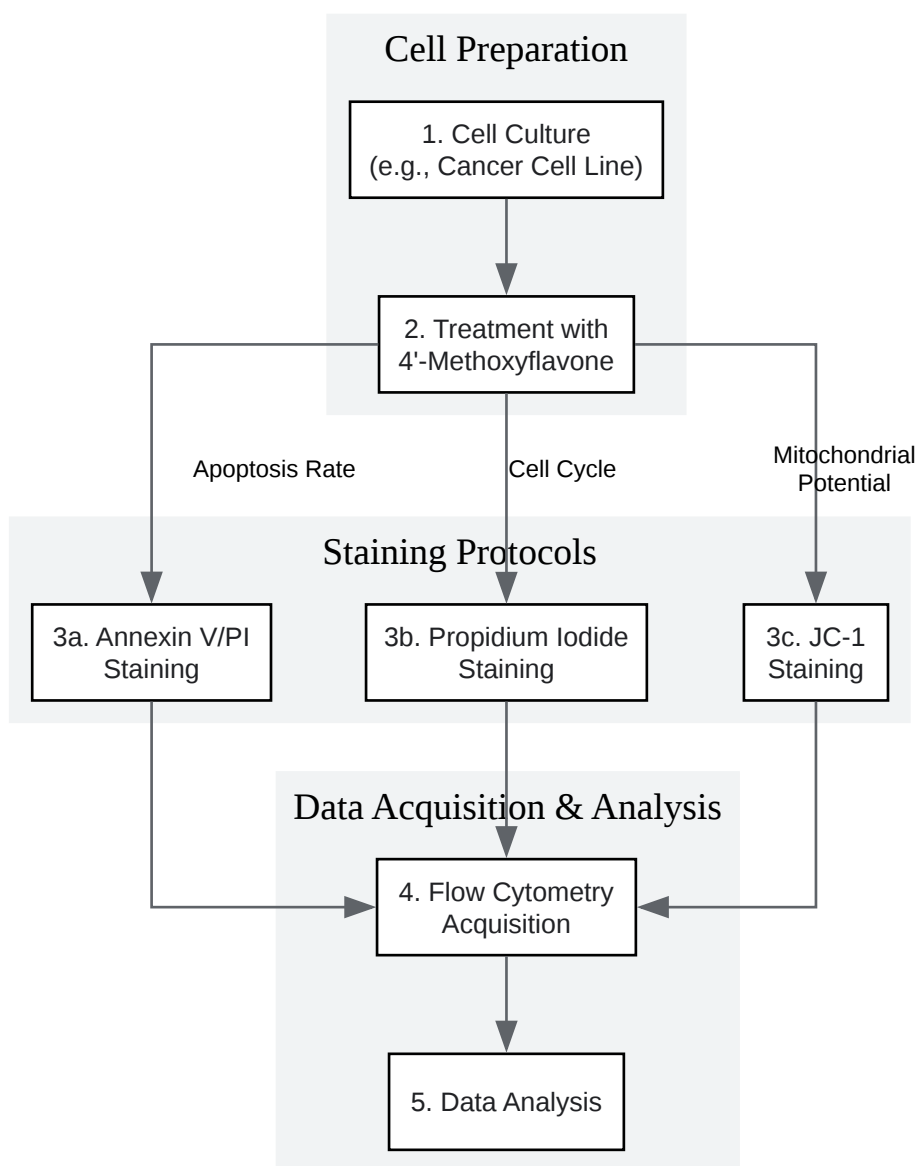 Cell Preparation
1. Cell Culture
(e.g., Cancer Cell Line)
2. Treatment with
4'-Methoxyflavone
Apoptosis Rate
Cell Cycle
Mitochondrial
Potential
Staining Protocols
3a. Annexin V/PI
Staining
3b. Propidium Iodide
Staining
3c. JC-1
Staining
Data Acquisition & Analysis
4. Flow Cytometry
Acquisition
5. Data Analysis